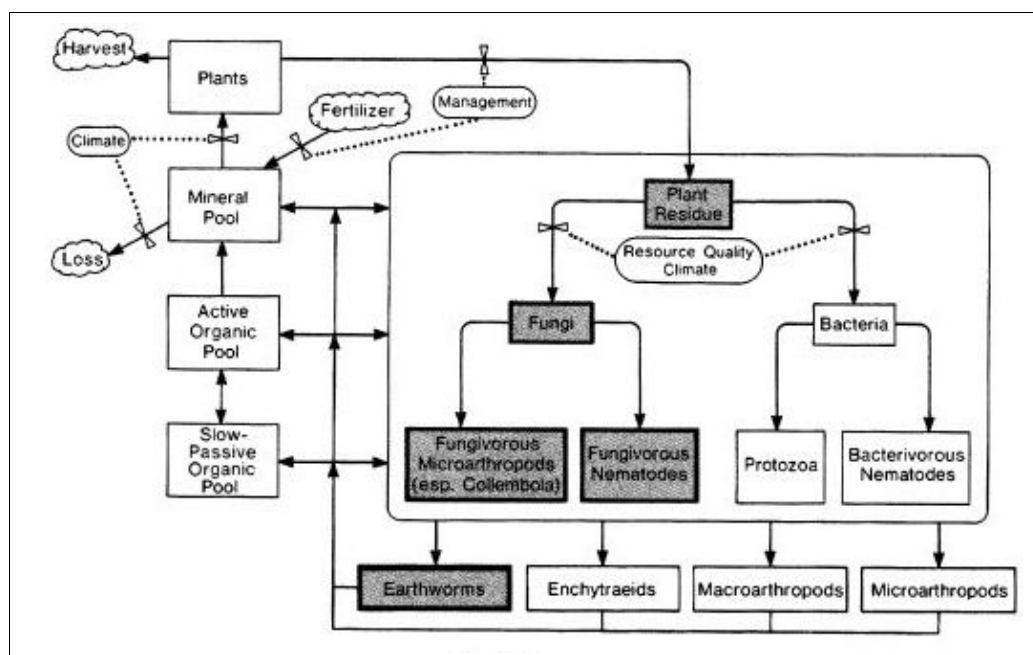 Harvest
Plants
Management
Fertilizer
Climate
Mineral
Pool
Loss
Plant
Residue
Resource Quality
Climate
Active
Organic
Pool
Fungi
Bacteria
Slow-
Passive Organic
Pool
Fungivorous
Microarthropods
(esp. Collembola)
Fungivorous
Nematodes
Protozoa
Bacterivorous
Nematodes
Earthworms
Enchytraeids
Macroarthropods
Microarthropods